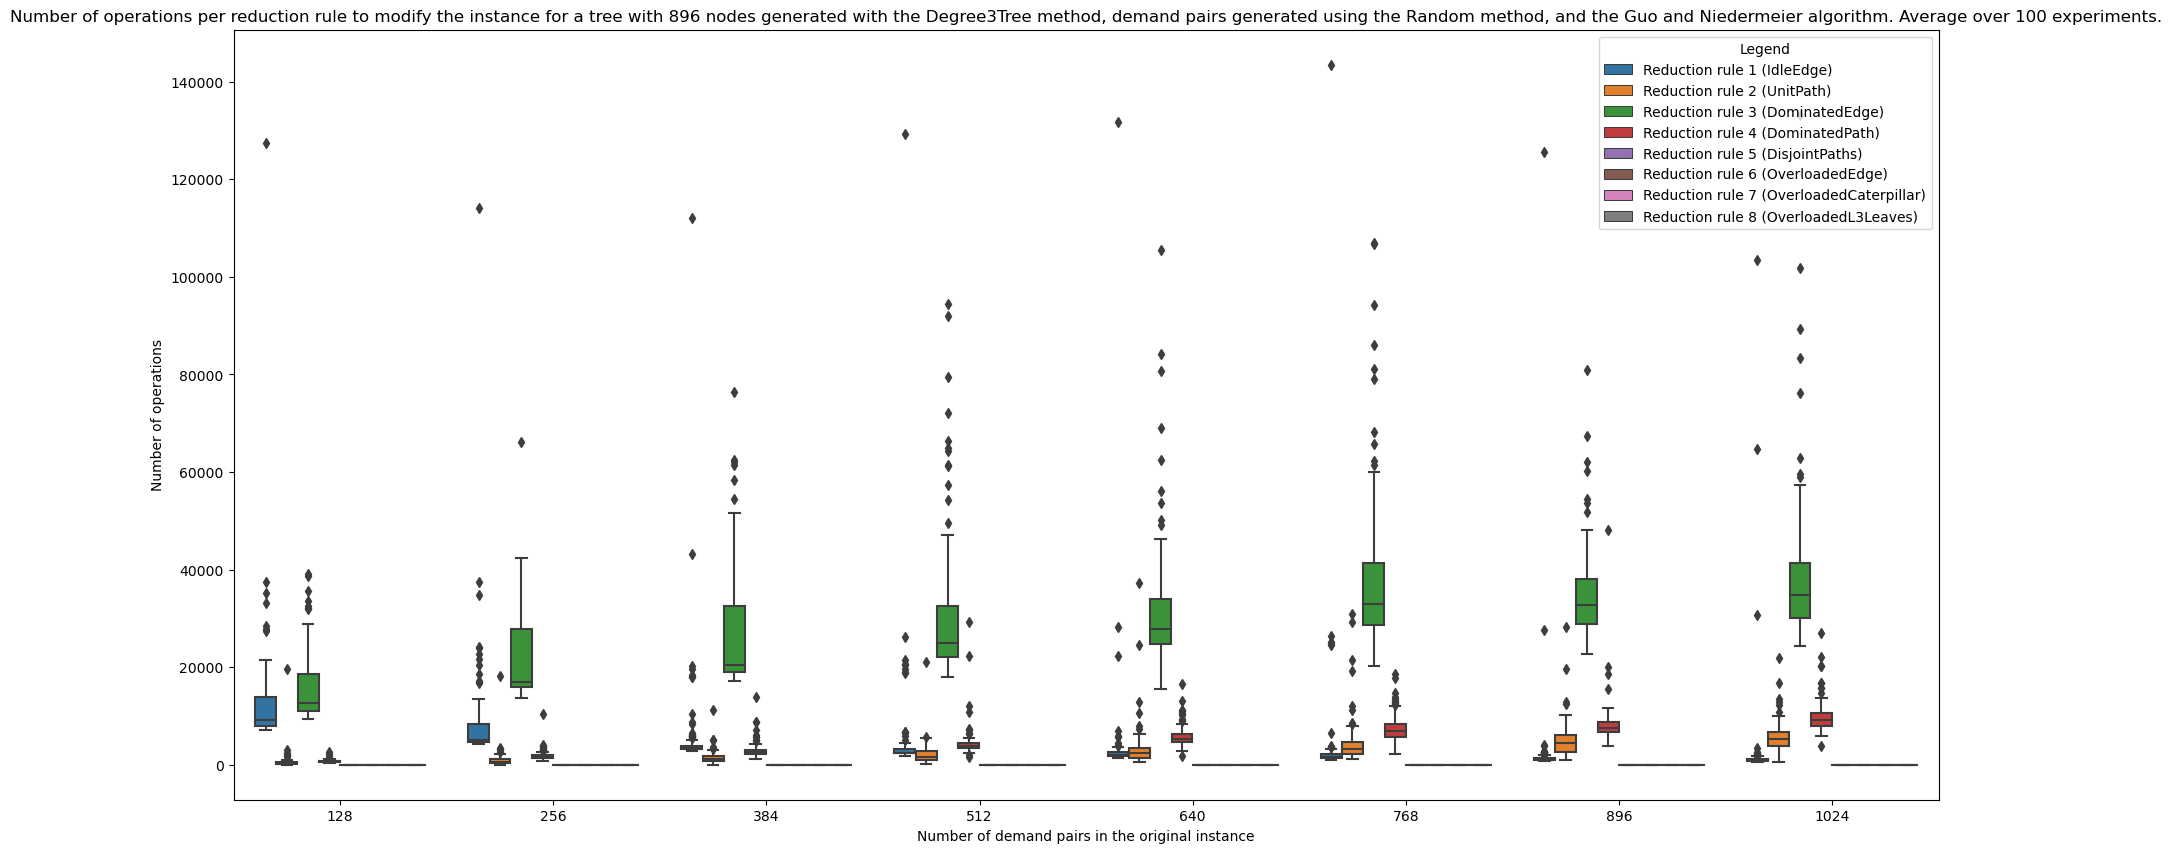 Number of operations per reduction rule to modify the instance for a tree with 896 nodes generated with the Degree3Tree method, demand pairs generated using the Random method, and the Guo and Niedermeier algorithm. Average over 100 experiments.
Legend
Reduction rule 1 (IdleEdge)
Reduction rule 2 (UnitPath)
Reduction rule 3 (DominatedEdge)
Reduction rule 4 (DominatedPath)
Reduction rule 5 (DisjointPaths)
Reduction rule 6 (OverloadedEdge)
Reduction rule 7 (OverloadedCaterpillar)
Reduction rule 8 (OverloadedL3Leaves)
Number of operations
140000
120000
100000
80000
60000
40000
20000
0
128 256 384 512 640 768 896 1024
Number of demand pairs in the original instance